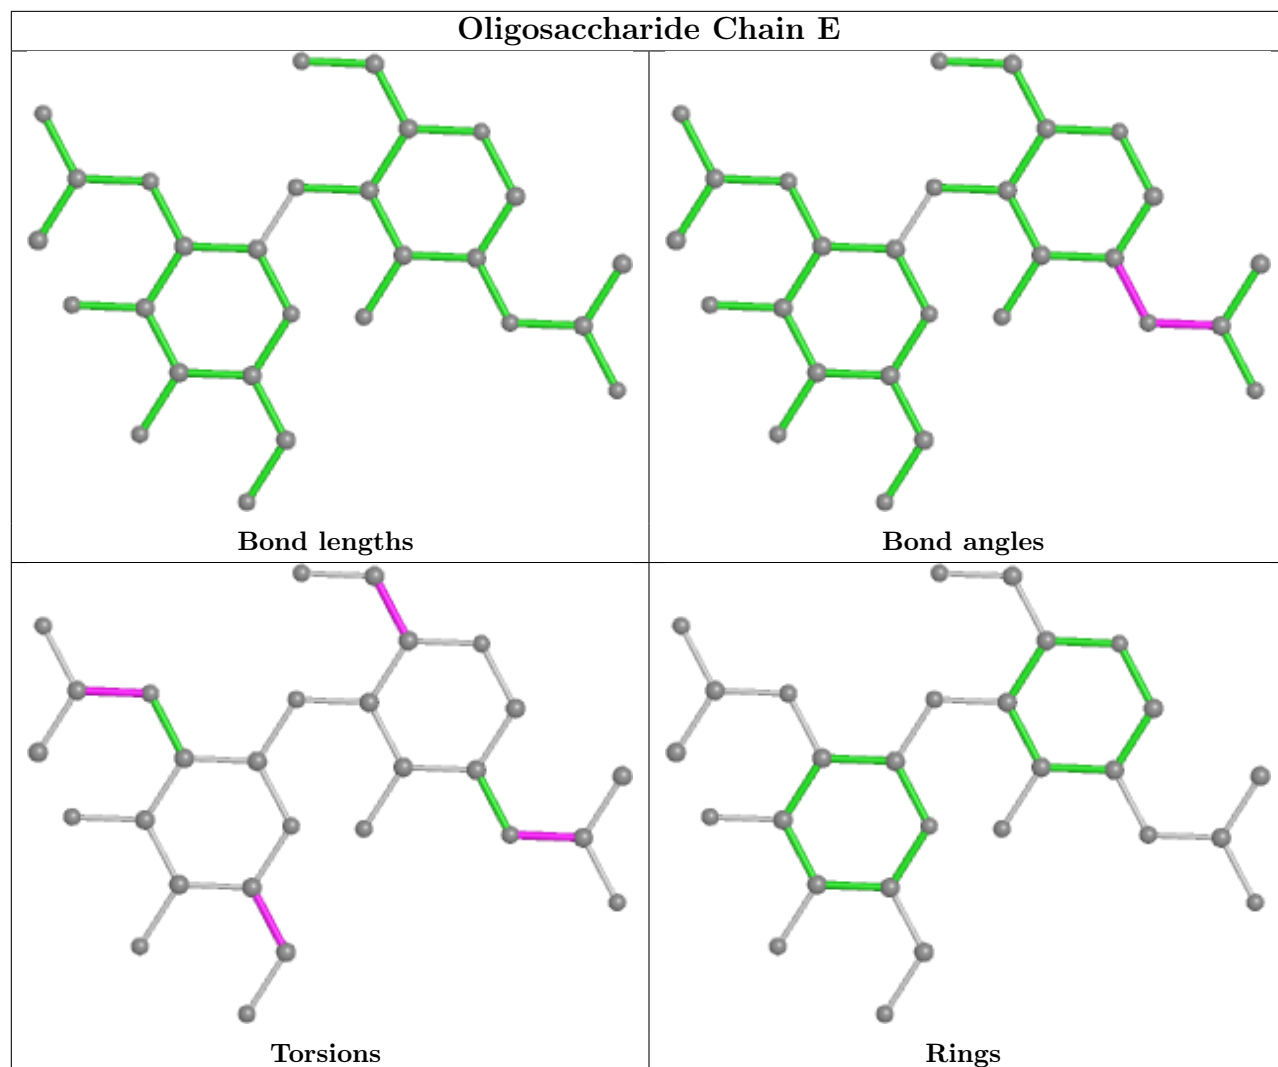 Oligosaccharide Chain E
Bond lengths
Bond angles
Torsions
Rings